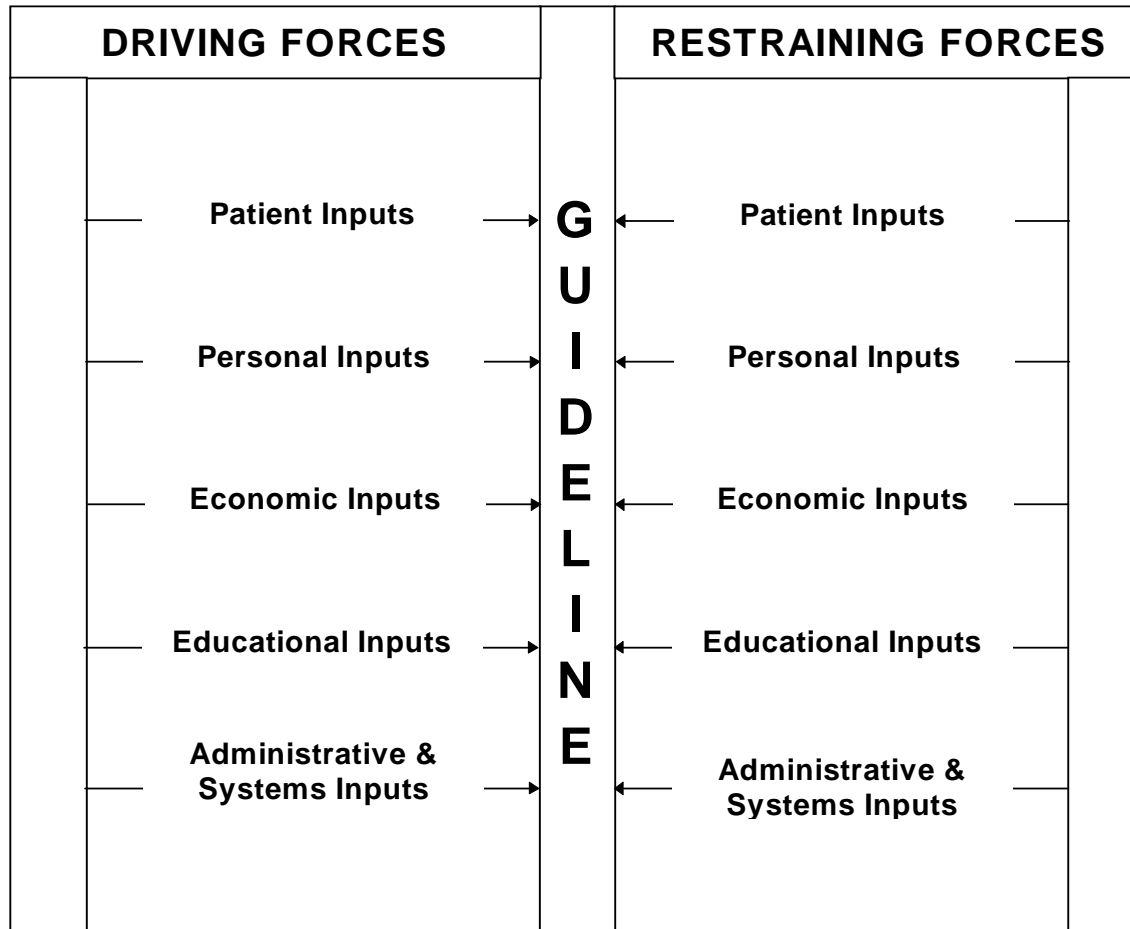 DRIVING FORCES
RESTRAINING FORCES
Patient Inputs
Personal Inputs
Economic Inputs
Educational Inputs
Administrative &
Systems Inputs
G
U
I
D
E
L
I
N
E
Patient Inputs
Personal Inputs
Economic Inputs
Educational Inputs
Administrative &
Systems Inputs